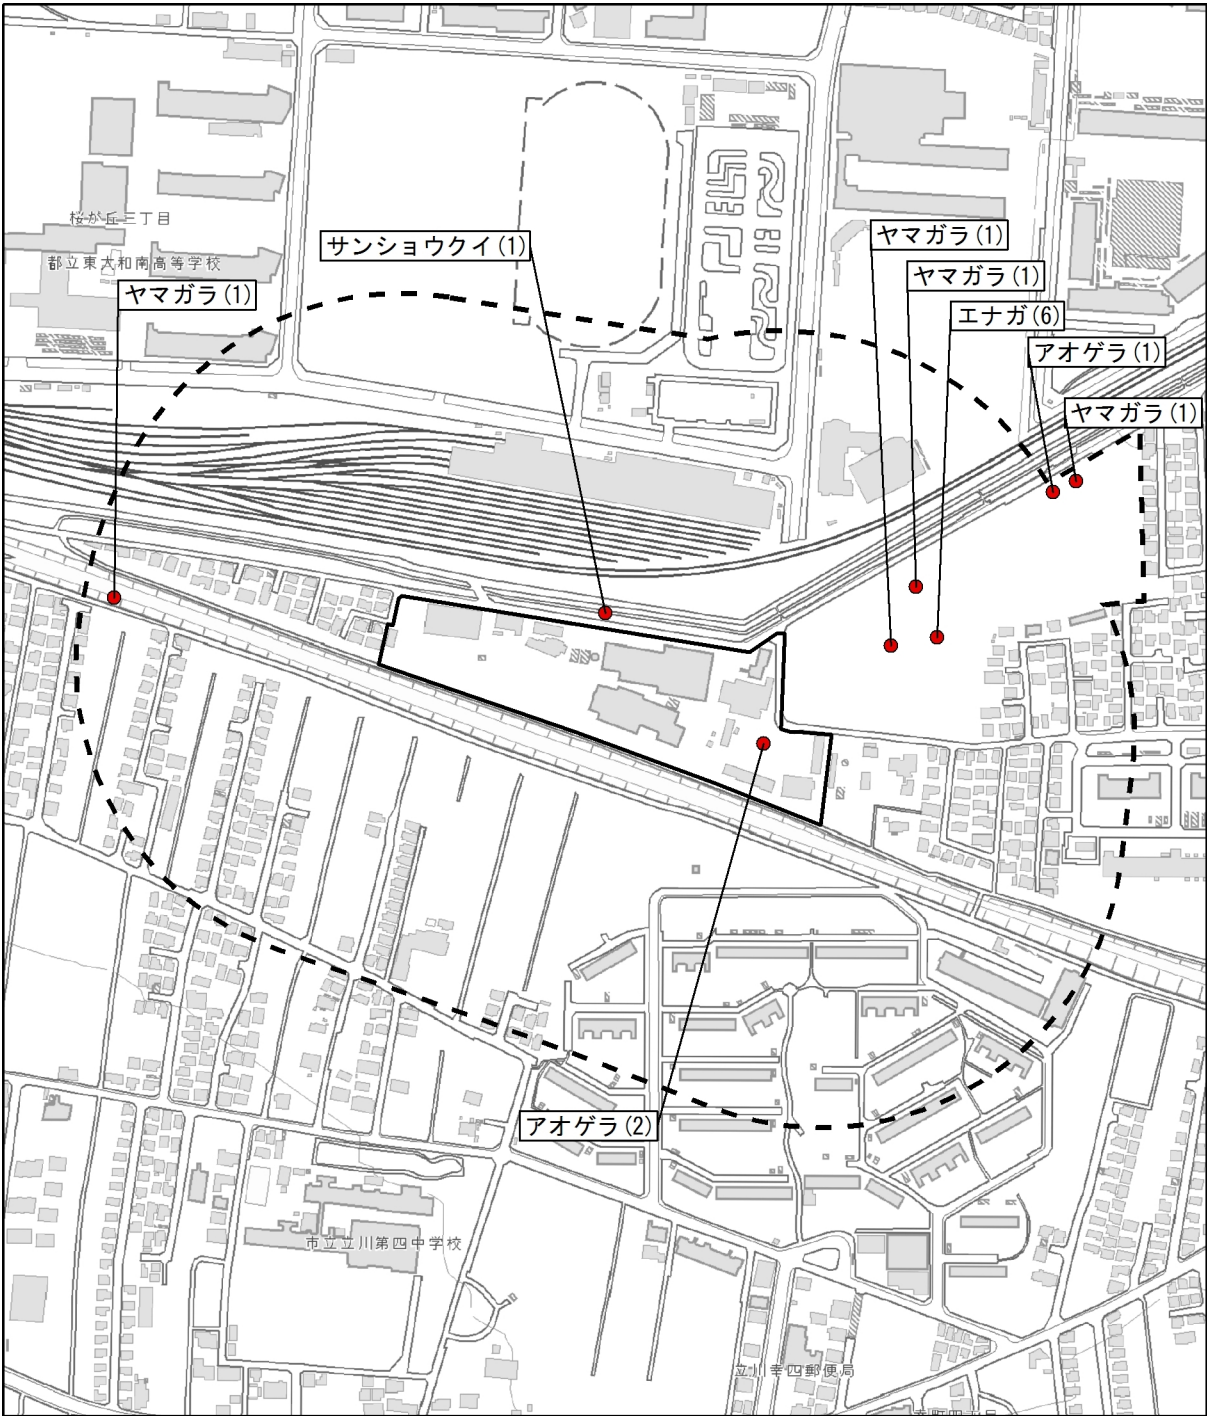 桜が丘三丁目
都立東大和南高等学校
サンショウクイ(1)
ヤマガラ(1)
ヤマガラ(1)
ヤマガラ(1)
エナガ(6)
アオゲラ(1)
ヤマガラ(1)
アオゲラ(2)
市立立川第四中学校
立川幸四郵便局